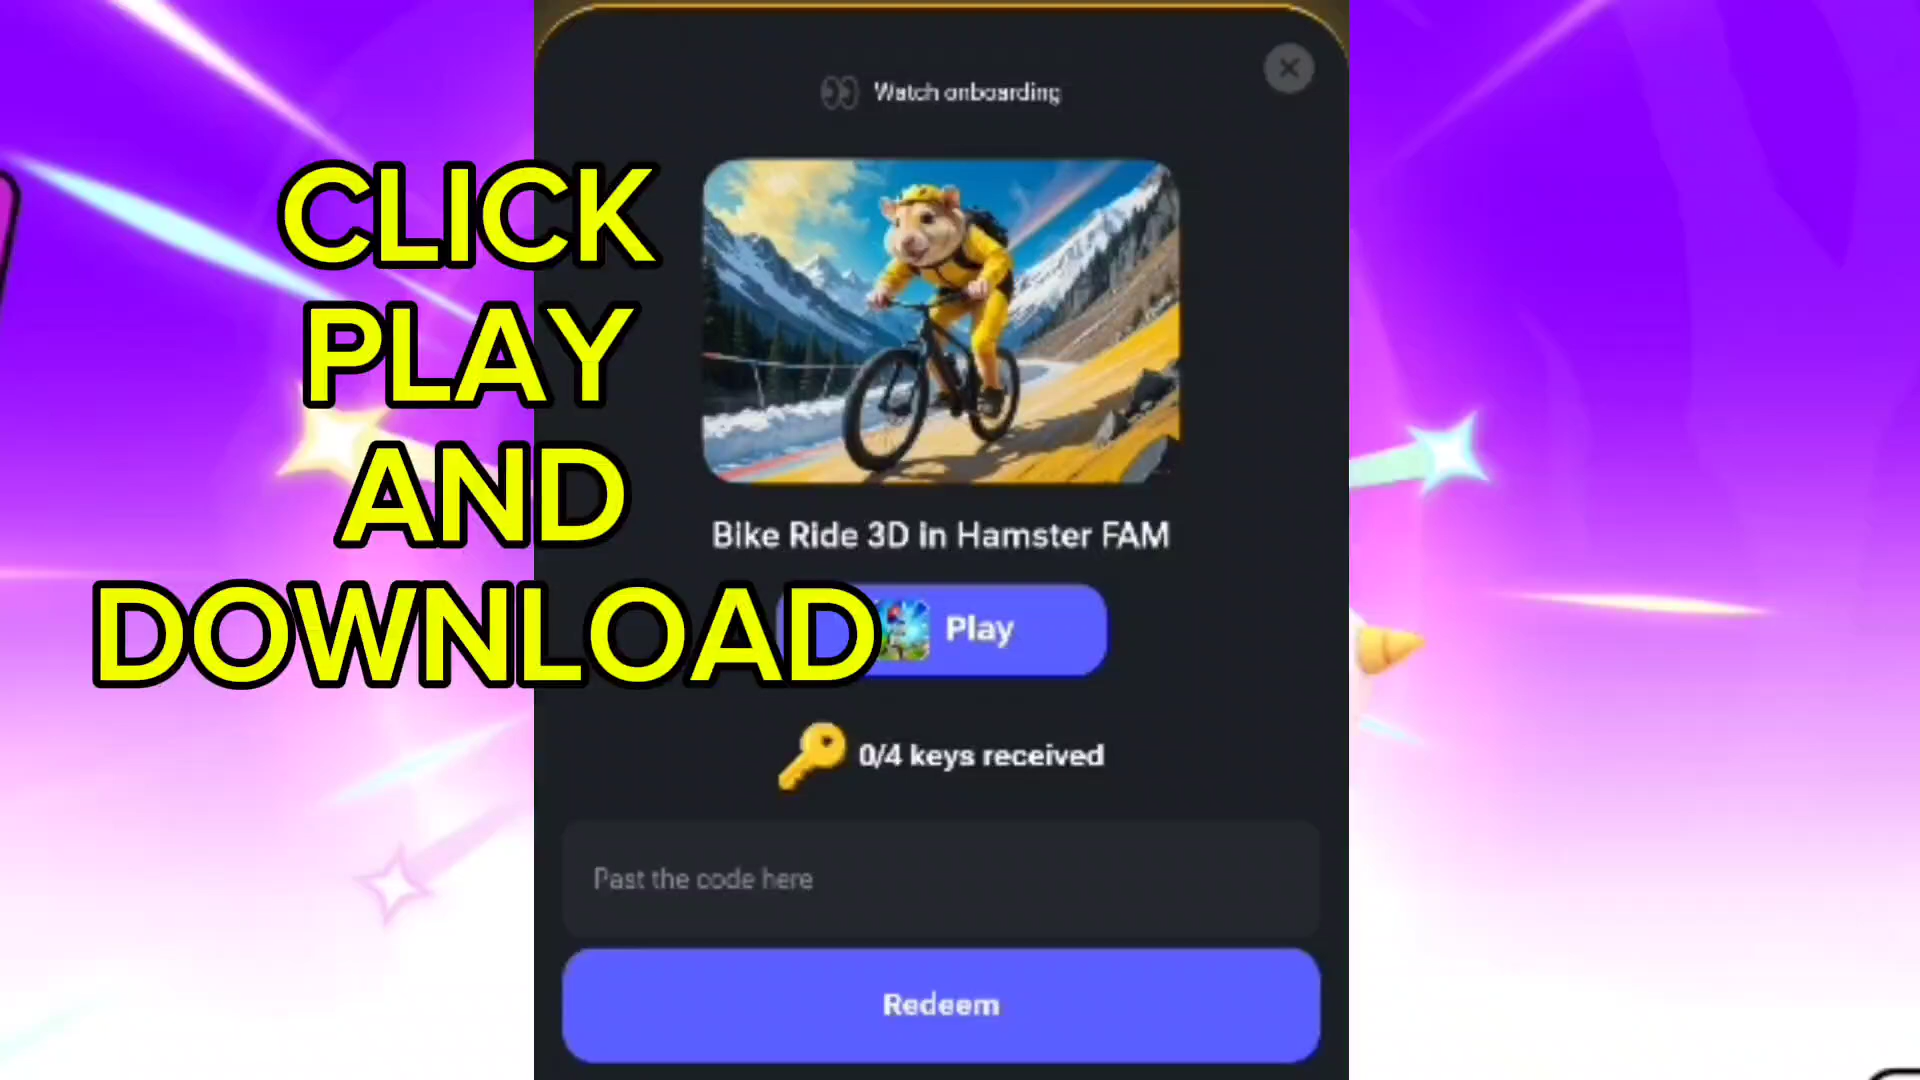 Watch onboarding
CLICK
PLAY
AND
DOWNLOAD
Bike Ride 3D in Hamster FAM
Play
0/4 keys received
Past the code here
Redeem